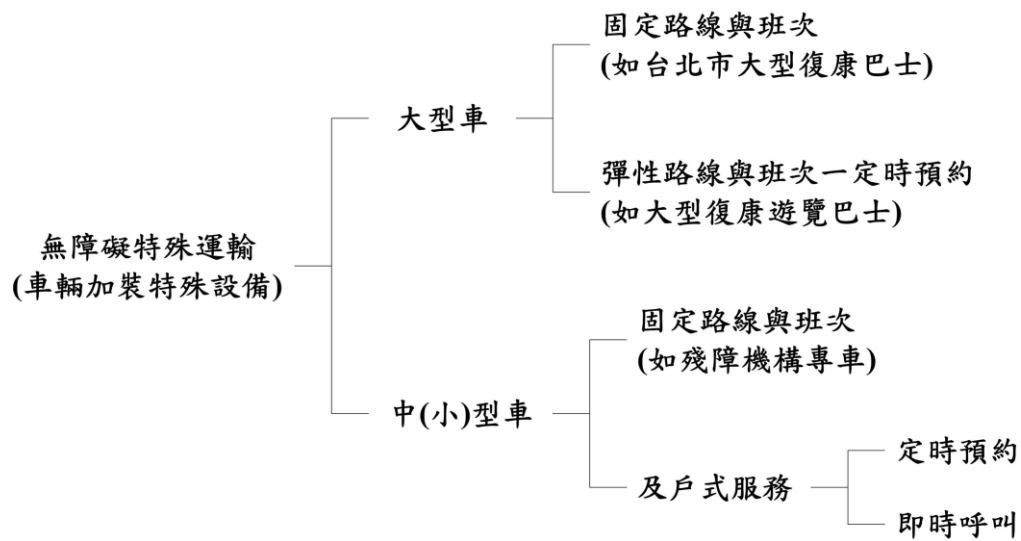 固定路線與班次
(如台北市大型復康巴士)
大型車
彈性路線與班次－定時預約
(如大型復康遊覽巴士)
無障礙特殊運輸
(車輛加裝特殊設備)
固定路線與班次
(如殘障機構專車)
中(小)型車
定時預約
及戶式服務
即時呼叫